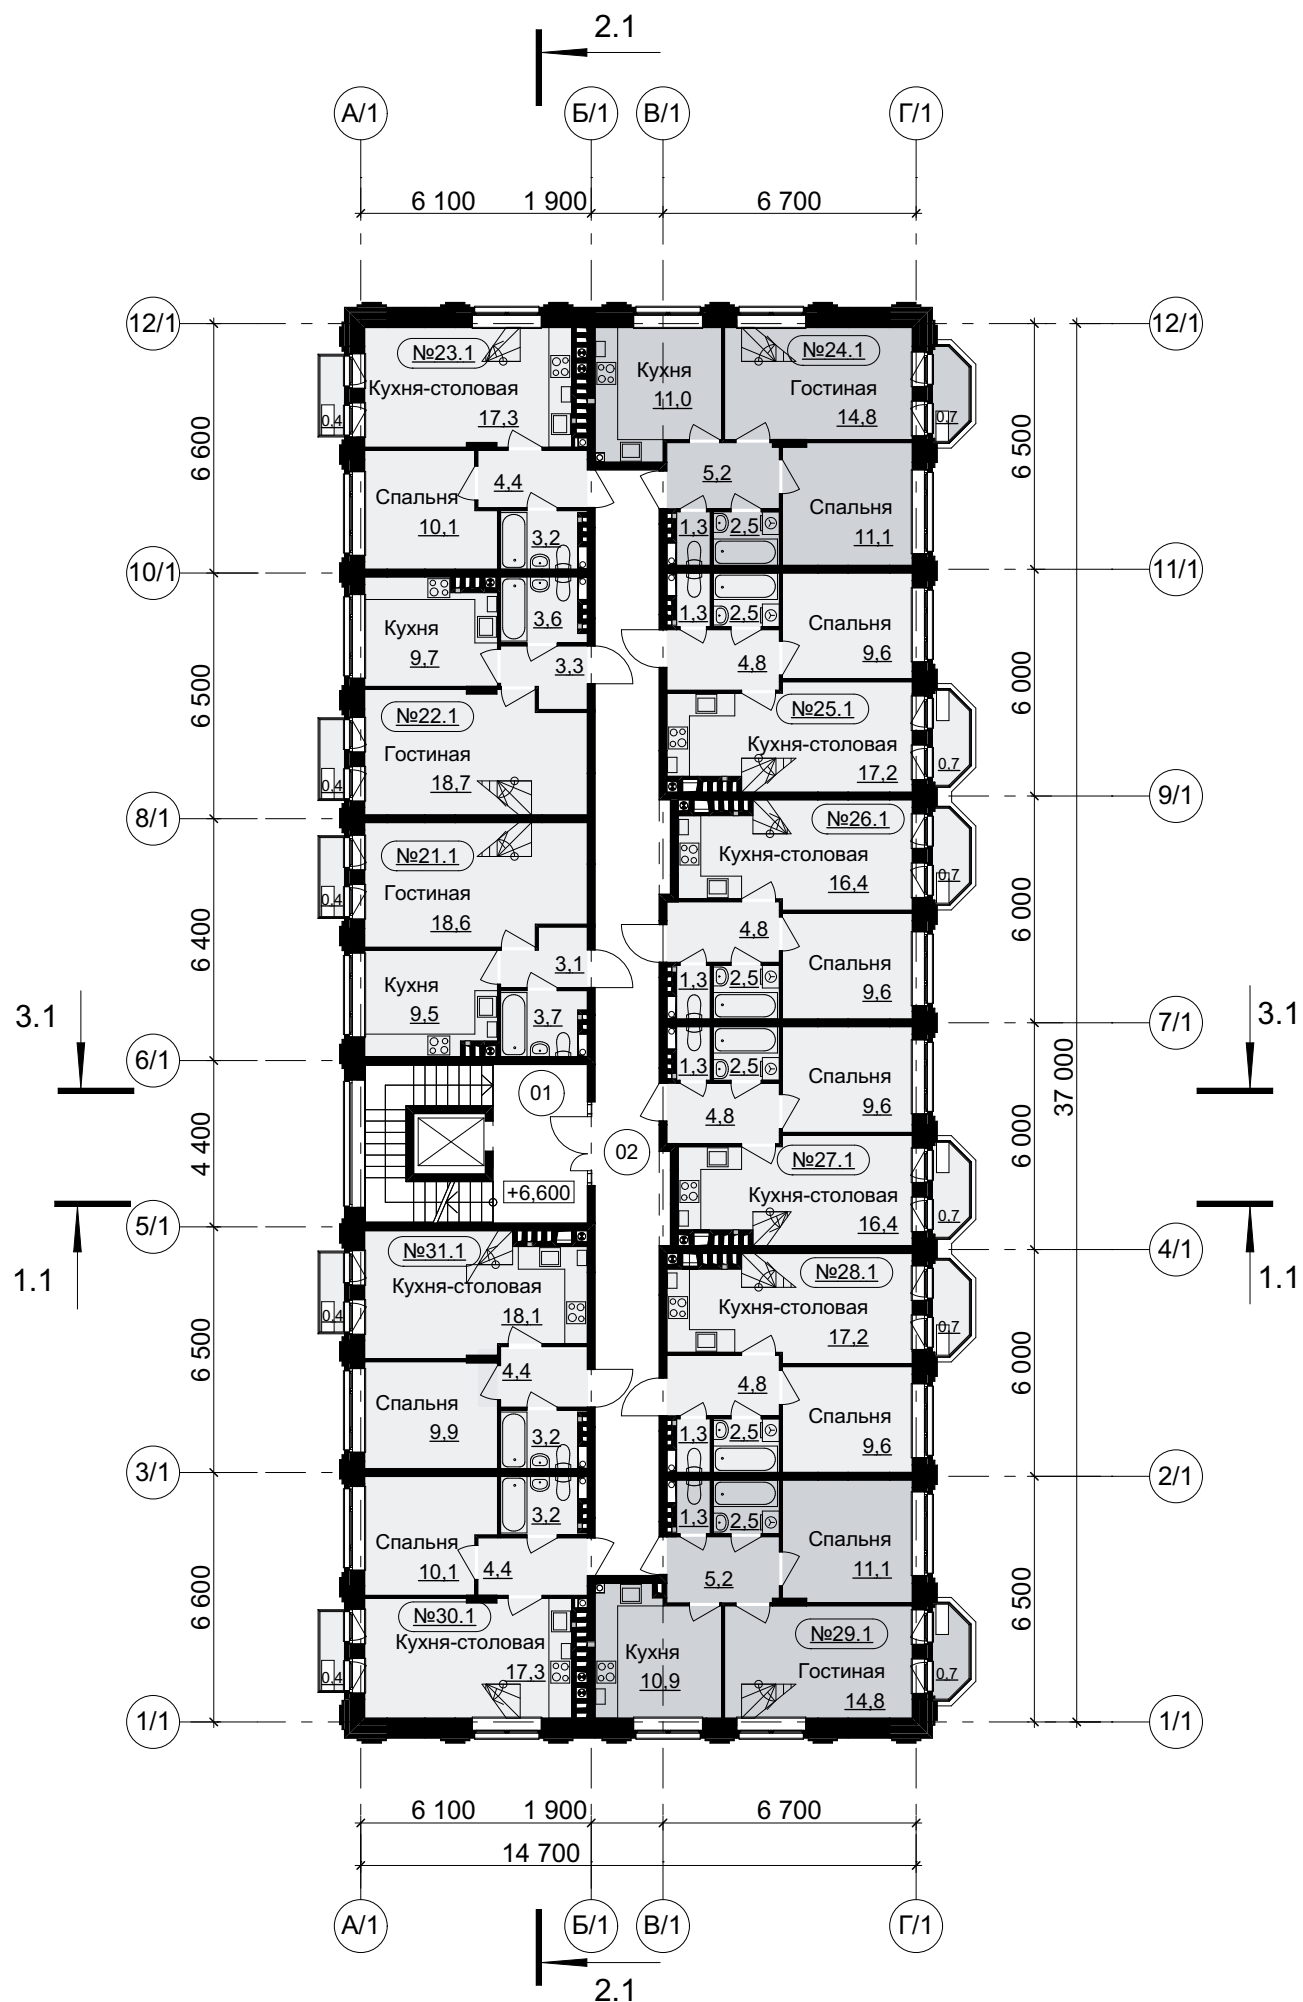 2.1
А/1 Б/1 В/1 Г/1
6 100 1 900 6 700
12/1 12/1
№23.1 №24.1
Кухня-столовая
17,3
Кухня
11,0
Гостиная
14,8
0,4 0,7
6 600 6 500
4,4 5,2
Спальня
10,1
Спальня
11,1
3,2 1,3 2,5
10/1 11/1
3,6 1,3 2,5
Кухня
9,7
Спальня
9,6
3,3 4,8
6 500 6 000
№22.1 №25.1
Гостиная
18,7
Кухня-столовая
17,2
0,4 0,7
8/1 9/1
№21.1 №26.1
Гостиная
18,6
Кухня-столовая
16,4
0,4 0,7
6 400 6 000
3,1 4,8
Кухня
9,5
Спальня
9,6
3,7 1,3 2,5
3.1 3.1
6/1 7/1
01 1,3 2,5
Спальня
9,6
4,8
37 000
4 400 6 000
02
+6,600
№27.1
Кухня-столовая
16,4
0,7
5/1 4/1
1.1 1.1
№31.1 №28.1
Кухня-столовая
18,1
Кухня-столовая
17,2
0,4 0,7
6 500 6 000
4,4 4,8
Спальня
9,9
Спальня
9,6
3,2 1,3 2,5
3/1 2/1
3,2 1,3 2,5
Спальня
10,1
Спальня
11,1
4,4 5,2
6 600 6 500
№30.1 №29.1
Кухня-столовая
17,3
Кухня
10,9
Гостиная
14,8
0,4 0,7
1/1 1/1
6 100 1 900 6 700
14 700
А/1 Б/1 В/1 Г/1
2.1